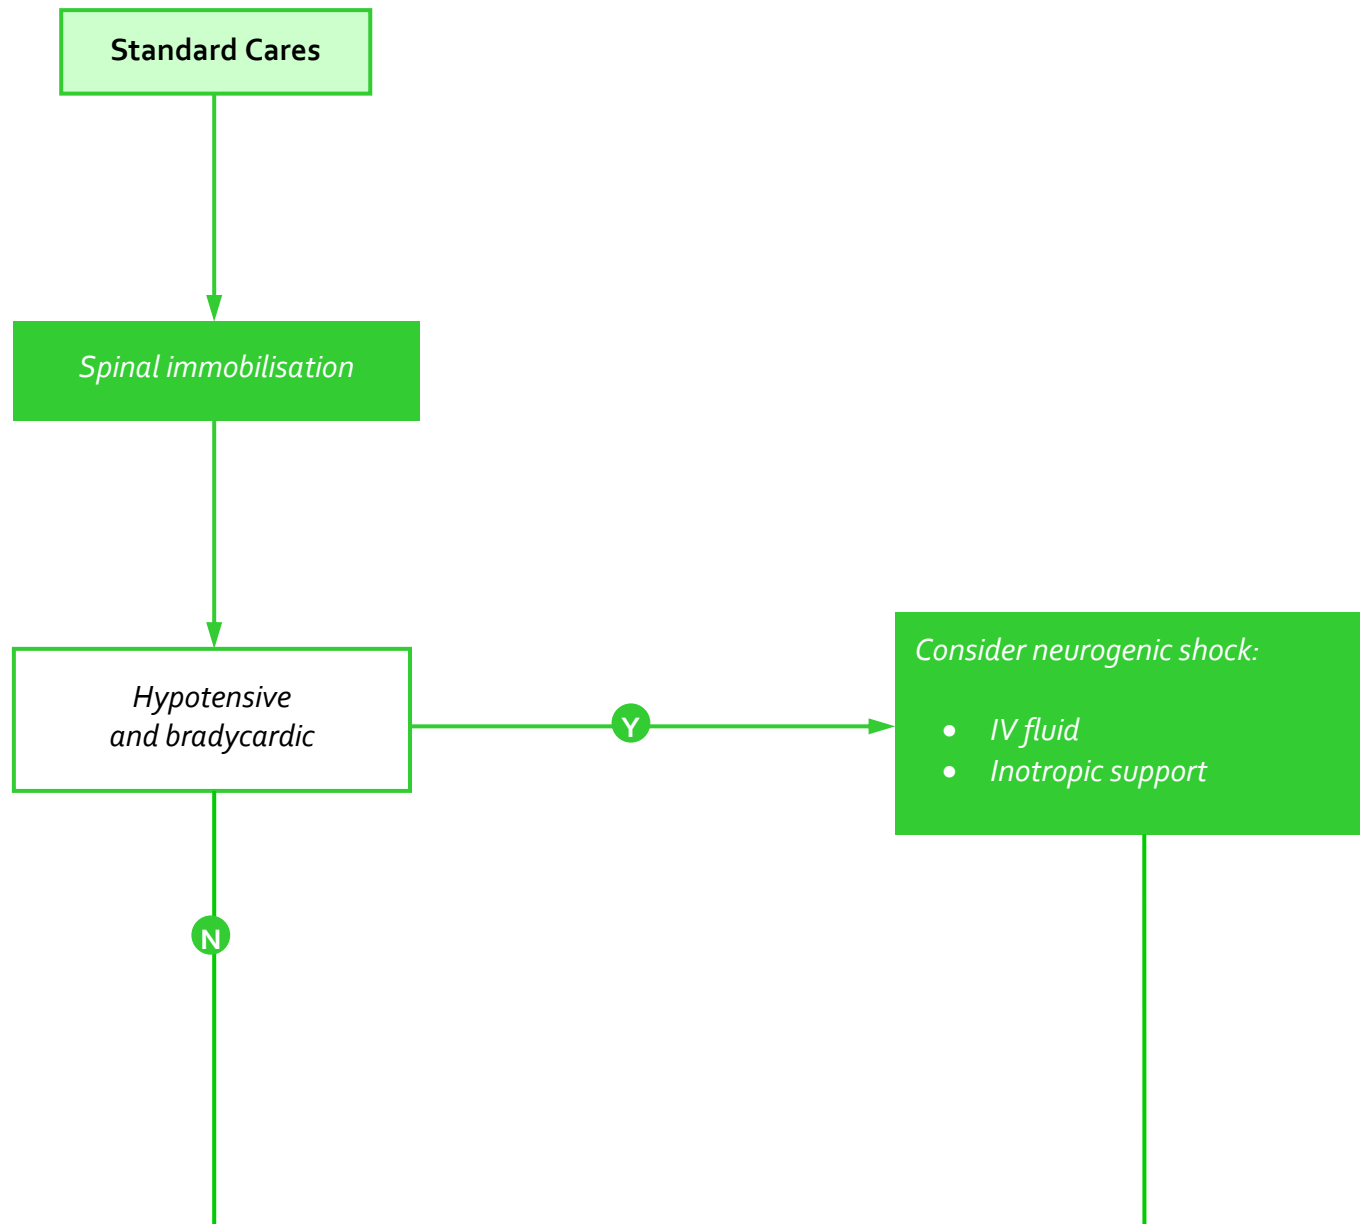 Standard Cares
Spinal immobilisation
Hypotensive
and bradycardic
Y
Consider neurogenic shock:
• IV fluid
• Inotropic support
N